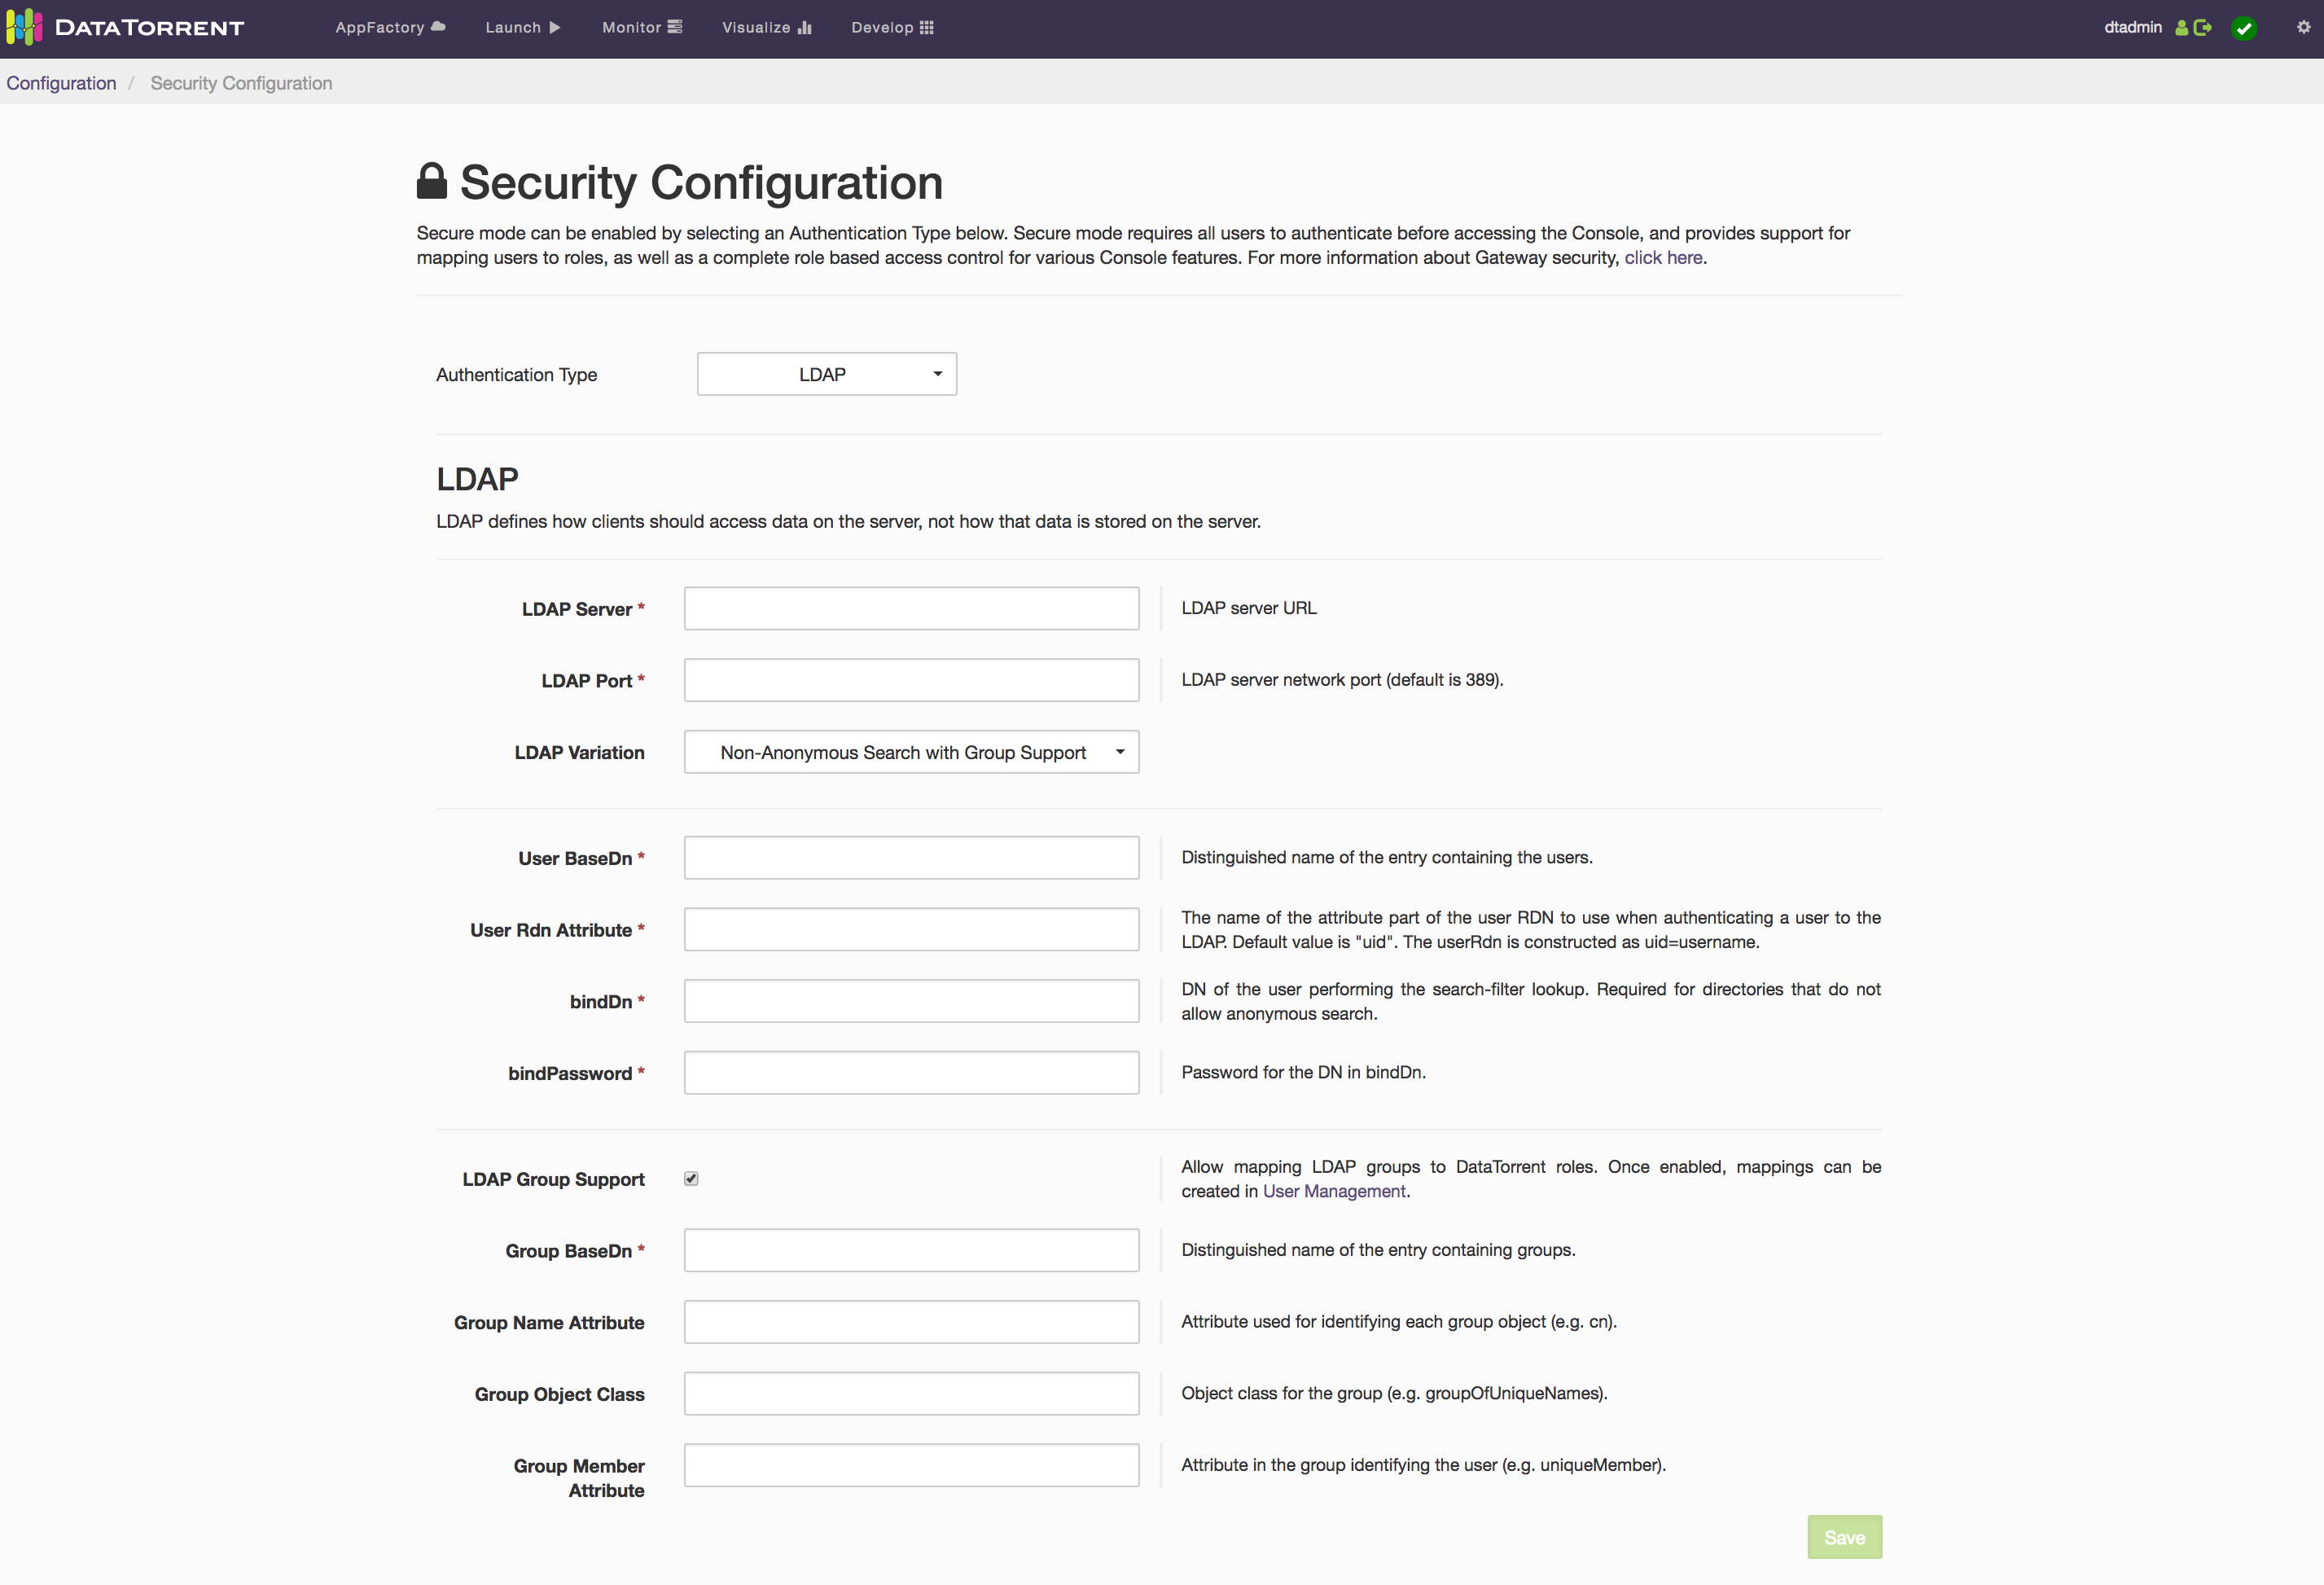 DATATORRENT AppFactory Launch Monitor Visualize Develop dtadmin
Configuration / Security Configuration
Security Configuration
Secure mode can be enabled by selecting an Authentication Type below. Secure mode requires all users to authenticate before accessing the Console, and provides support for
mapping users to roles, as well as a complete role based access control for various Console features. For more information about Gateway security, click here.
Authentication Type LDAP
LDAP
LDAP defines how clients should access data on the server, not how that data is stored on the server.
LDAP Server * LDAP server URL
LDAP Port * LDAP server network port (default is 389).
LDAP Variation Non-Anonymous Search with Group Support
User BaseDn * Distinguished name of the entry containing the users.
User Rdn Attribute * The name of the attribute part of the user RDN to use when authenticating a user to the
LDAP. Default value is "uid". The userRdn is constructed as uid=username.
bindDn * DN of the user performing the search-filter lookup. Required for directories that do not
allow anonymous search.
bindPassword * Password for the DN in bindDn.
LDAP Group Support Allow mapping LDAP groups to DataTorrent roles. Once enabled, mappings can be
created in User Management.
Group BaseDn * Distinguished name of the entry containing groups.
Group Name Attribute Attribute used for identifying each group object (e.g. cn).
Group Object Class Object class for the group (e.g. groupOfUniqueNames).
Group Member Attribute in the group identifying the user (e.g. uniqueMember).
Attribute
Save